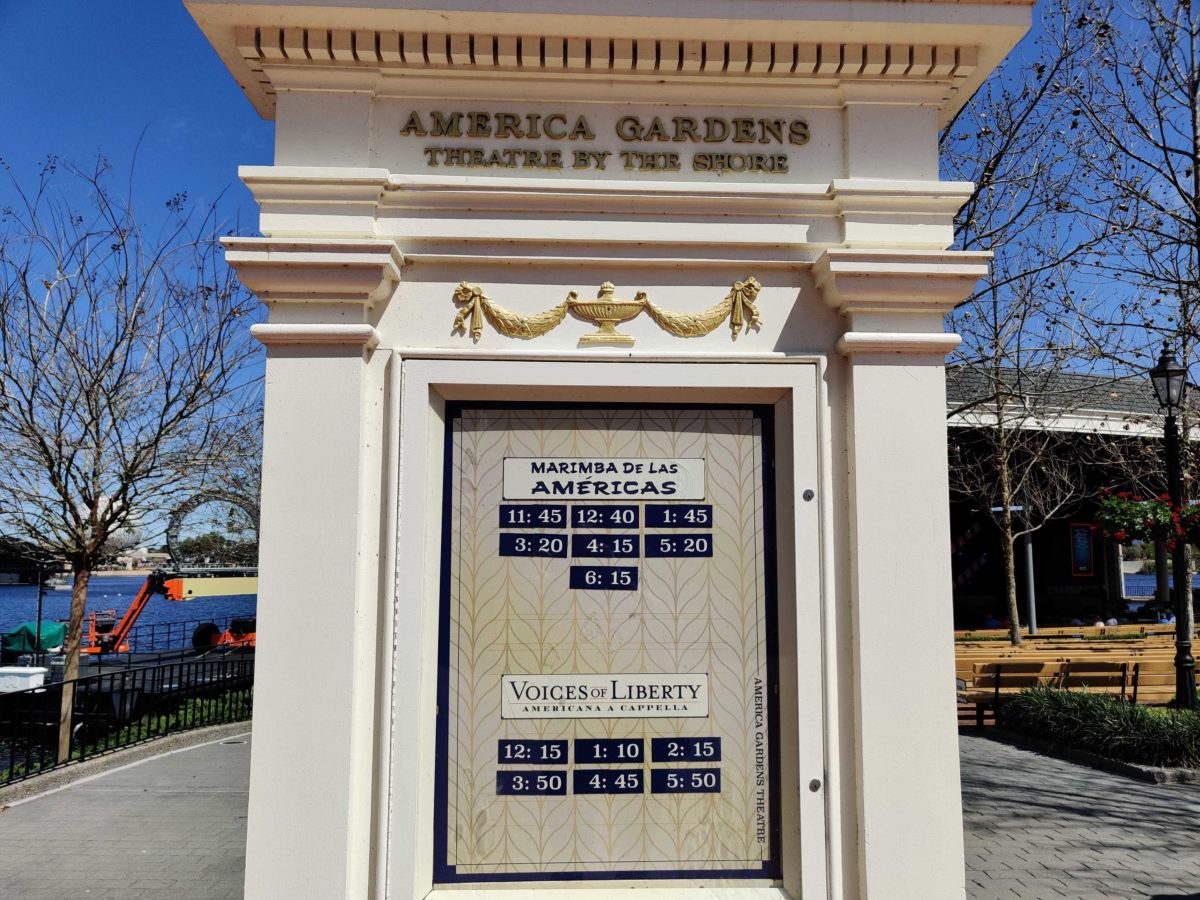 AMERICA GARDENS
THEATRE BY THE SHORE
MARIMBA DE LAS
AMÉRICAS
11: 45 12: 40 1: 45
3: 20 4: 15 5: 20
6: 15
VOICES OF LIBERTY
AMERICANA A CAPPELLA
12: 15 1: 10 2: 15
3: 50 4: 45 5: 50
AMERICA GARDENS THEATRE